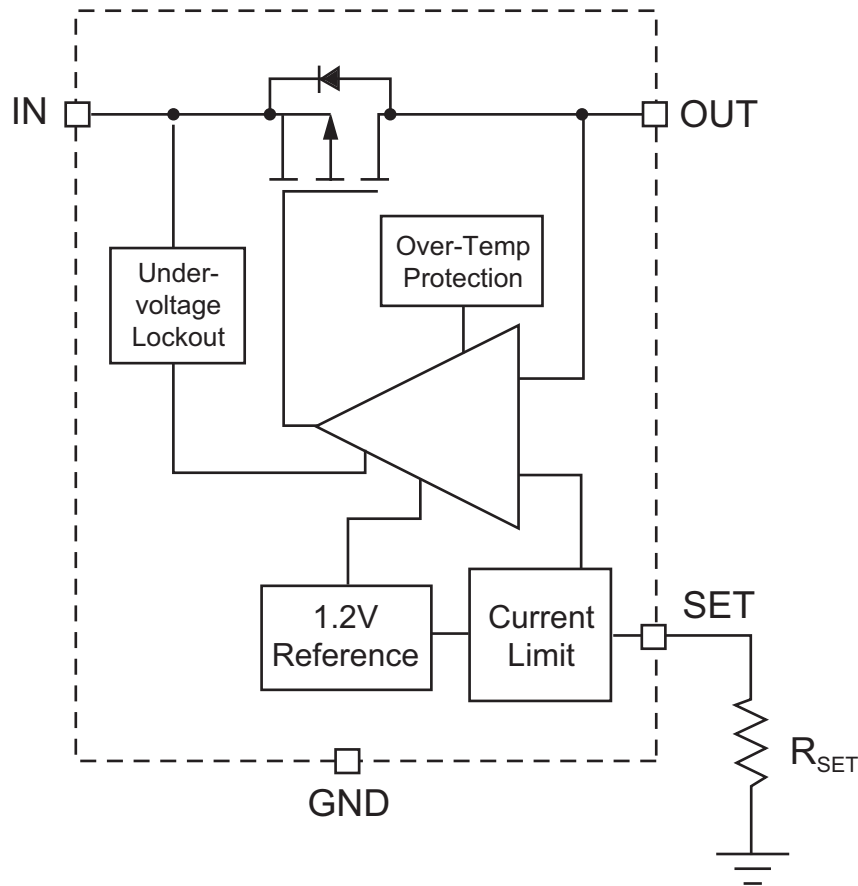 IN
OUT
Over-Temp
Protection
Under-
voltage
Lockout
1.2V
Reference
Current
Limit
SET
RSET
GND